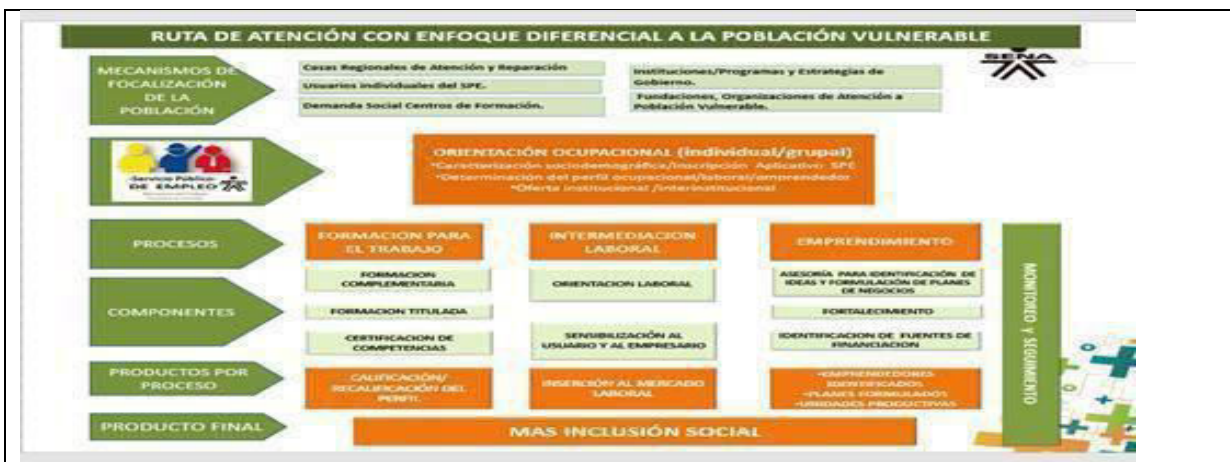 RUTA DE ATENCIÓN CON ENFOQUE DIFERENCIAL A LA POBLACIÓN VULNERABLE
SENA
MECANISMOS DE
FOCALIZACIÓN
DE LA
POBLACIÓN
Casas Regionales de Atención y Reparación
Usuarios individuales del SPE.
Demanda Social Centros de Formación.
Instituciones/Programas y Estrategias de
Gobierno.
Fundaciones, Organizaciones de Atención a
Población Vulnerable.
Servicio Público
DE EMPLEO
ORIENTACIÓN OCUPACIONAL (individual/grupal)
•Caracterización sociodemográfica/inscripción Aplicativo SPE
•Determinación del perfil ocupacional/laboral/emprendedor
•Oferta institucional /interinstitucional
PROCESOS
FORMACION PARA
EL TRABAJO
INTERMEDIACION
LABORAL
EMPRENDIMIENTO
COMPONENTES
FORMACION
COMPLEMENTARIA
FORMACION TITULADA
CERTIFICACION DE
COMPETENCIAS
ORIENTACION LABORAL
SENSIBILIZACIÓN AL
USUARIO Y AL EMPRESARIO
ASESORÍA PARA IDENTIFICACIÓN DE
IDEAS Y FORMULACIÓN DE PLANES
DE NEGOCIOS
FORTALECIMIENTO
IDENTIFICACION DE FUENTES DE
FINANCIACION
PRODUCTOS POR
PROCESO
CALIFICACIÓN/
RECALIFICACIÓN DEL
PERFIL
INSERCIÓN AL MERCADO
LABORAL
•EMPRENDEDORES
IDENTIFICADOS
•PLANES FORMULADOS
•UNIDADES PRODUCTIVAS
PRODUCTO FINAL
MAS INCLUSIÓN SOCIAL
MONITOREO y SEGUIMIENTO